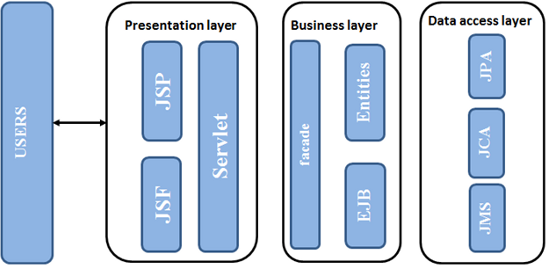 USERS
Presentation layer
JSP
JSF
Servlet
Business layer
facade
Entities
EJB
Data access layer
JPA
JCA
JMS